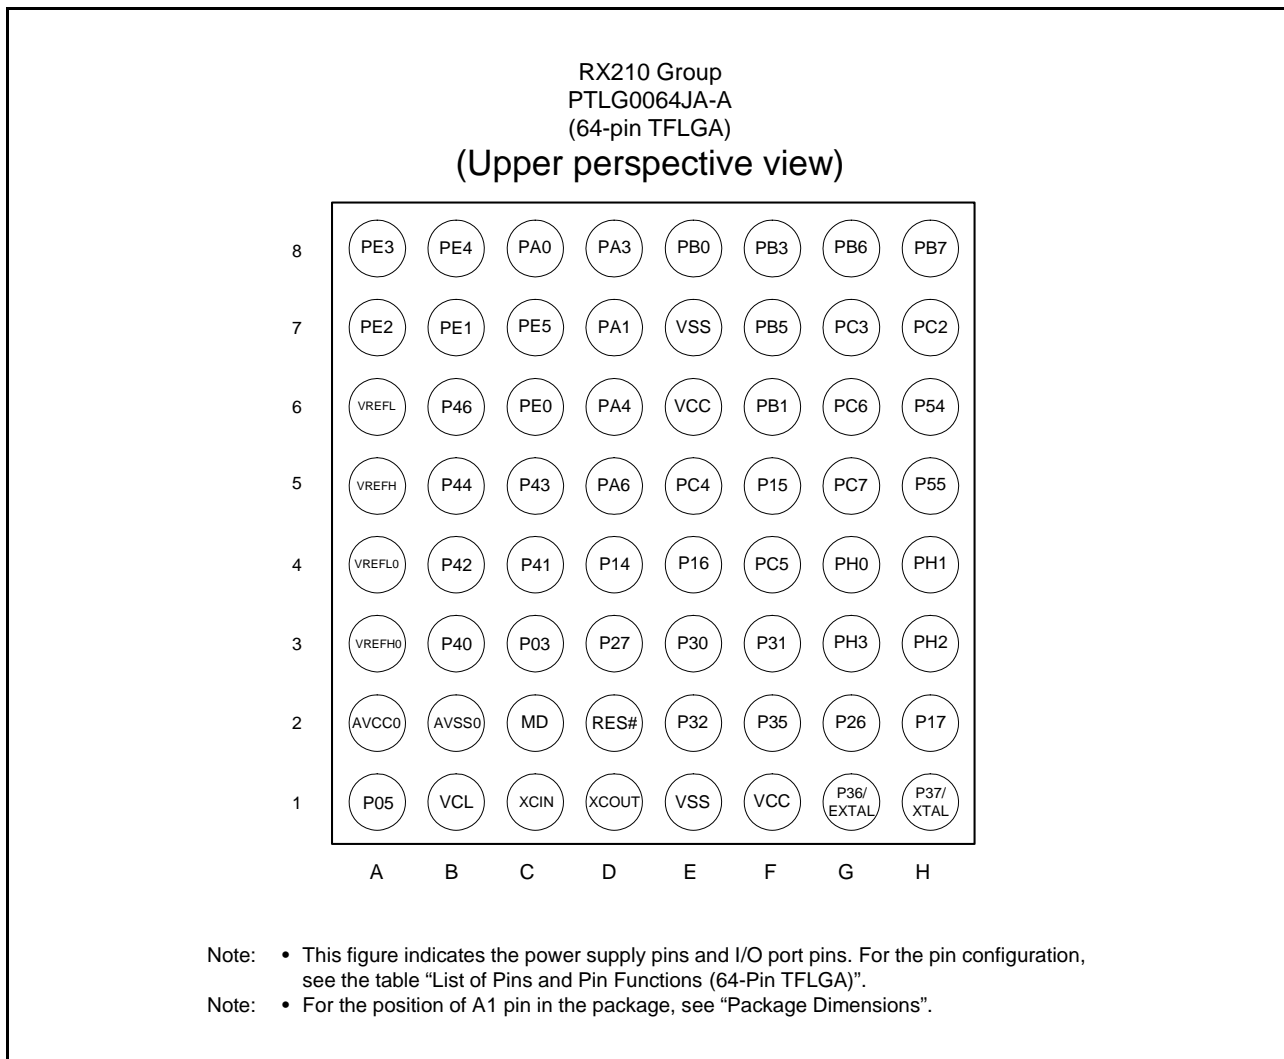 RX210 Group
PTLG0064JA-A
(64-pin TFLGA)
(Upper perspective view)
8 PE3 PE4 PA0 PA3 PB0 PB3 PB6 PB7
7 PE2 PE1 PE5 PA1 VSS PB5 PC3 PC2
6 VREFL P46 PE0 PA4 VCC PB1 PC6 P54
5 VREFH P44 P43 PA6 PC4 P15 PC7 P55
4 VREFL0 P42 P41 P14 P16 PC5 PH0 PH1
3 VREFH0 P40 P03 P27 P30 P31 PH3 PH2
2 AVCC0 AVSS0 MD RES# P32 P35 P26 P17
1 P05 VCL XCIN XCOUT VSS VCC P36/ EXTAL P37/ XTAL
A B C D E F G H
Note: • This figure indicates the power supply pins and I/O port pins. For the pin configuration,
see the table “List of Pins and Pin Functions (64-Pin TFLGA)”.
Note: • For the position of A1 pin in the package, see “Package Dimensions”.